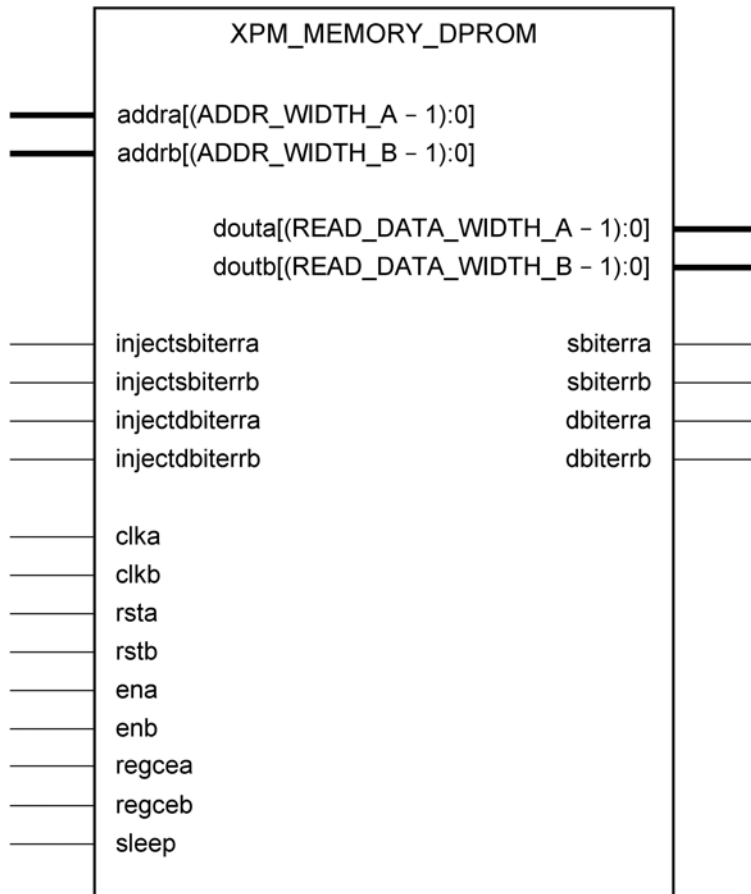 XPM_MEMORY_DPROM
addra[(ADDR_WIDTH_A – 1):0]
addrb[(ADDR_WIDTH_B – 1):0]
douta[(READ_DATA_WIDTH_A – 1):0]
doutb[(READ_DATA_WIDTH_B – 1):0]
injectsbiterra sbiterra
injectsbiterrb sbiterrb
injectdbiterra dbiterra
injectdbiterrb dbiterrb
clka
clkb
rsta
rstb
ena
enb
regcea
regceb
sleep